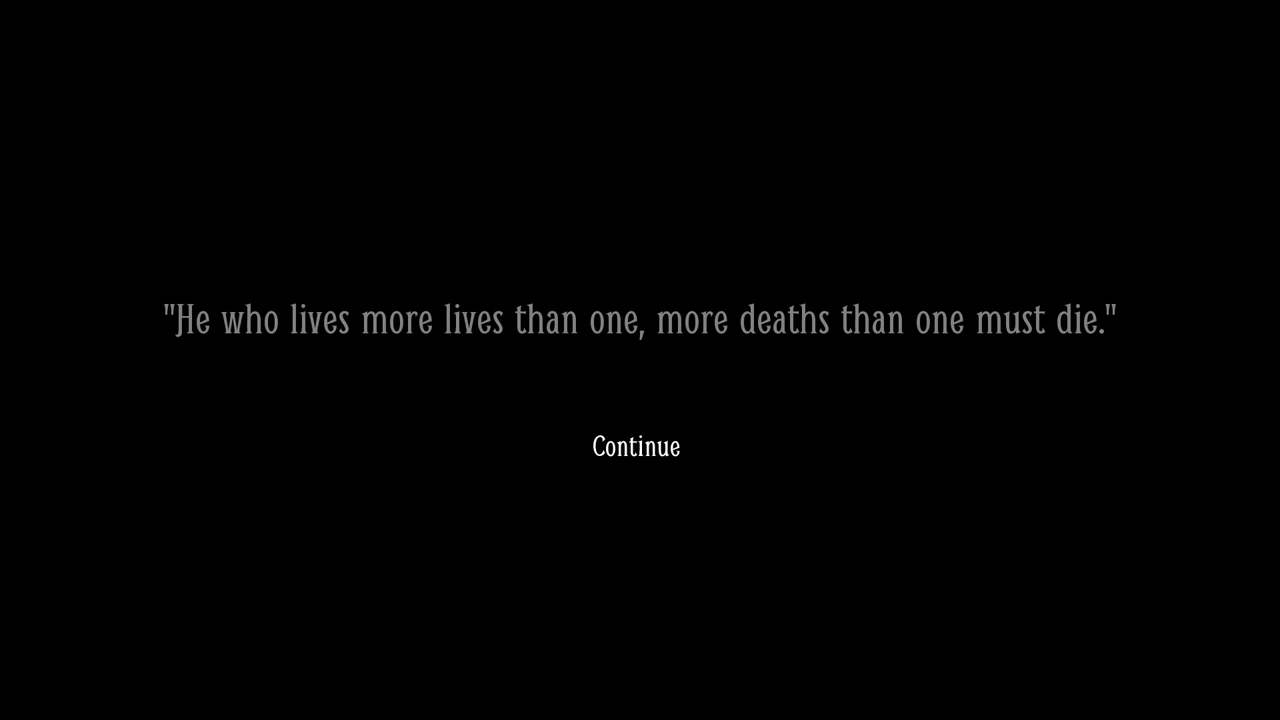 "He who lives more lives than one, more deaths than one must die."
Continue